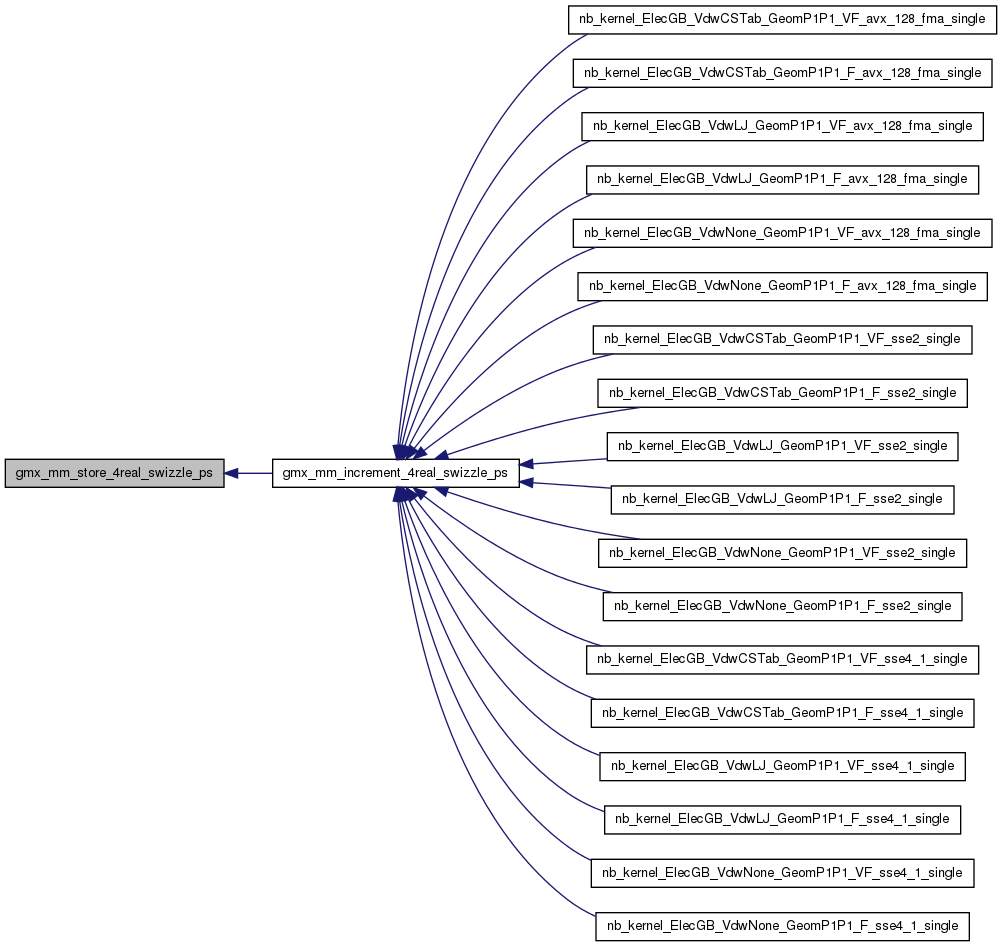 nb_kernel_ElecGB_VdwCSTab_GeomP1P1_VF_avx_128_fma_single
nb_kernel_ElecGB_VdwCSTab_GeomP1P1_F_avx_128_fma_single
nb_kernel_ElecGB_VdwLJ_GeomP1P1_VF_avx_128_fma_single
nb_kernel_ElecGB_VdwLJ_GeomP1P1_F_avx_128_fma_single
nb_kernel_ElecGB_VdwNone_GeomP1P1_VF_avx_128_fma_single
nb_kernel_ElecGB_VdwNone_GeomP1P1_F_avx_128_fma_single
nb_kernel_ElecGB_VdwCSTab_GeomP1P1_VF_sse2_single
nb_kernel_ElecGB_VdwCSTab_GeomP1P1_F_sse2_single
nb_kernel_ElecGB_VdwLJ_GeomP1P1_VF_sse2_single
gmx_mm_store_4real_swizzle_ps
gmx_mm_increment_4real_swizzle_ps
nb_kernel_ElecGB_VdwLJ_GeomP1P1_F_sse2_single
nb_kernel_ElecGB_VdwNone_GeomP1P1_VF_sse2_single
nb_kernel_ElecGB_VdwNone_GeomP1P1_F_sse2_single
nb_kernel_ElecGB_VdwCSTab_GeomP1P1_VF_sse4_1_single
nb_kernel_ElecGB_VdwCSTab_GeomP1P1_F_sse4_1_single
nb_kernel_ElecGB_VdwLJ_GeomP1P1_VF_sse4_1_single
nb_kernel_ElecGB_VdwLJ_GeomP1P1_F_sse4_1_single
nb_kernel_ElecGB_VdwNone_GeomP1P1_VF_sse4_1_single
nb_kernel_ElecGB_VdwNone_GeomP1P1_F_sse4_1_single